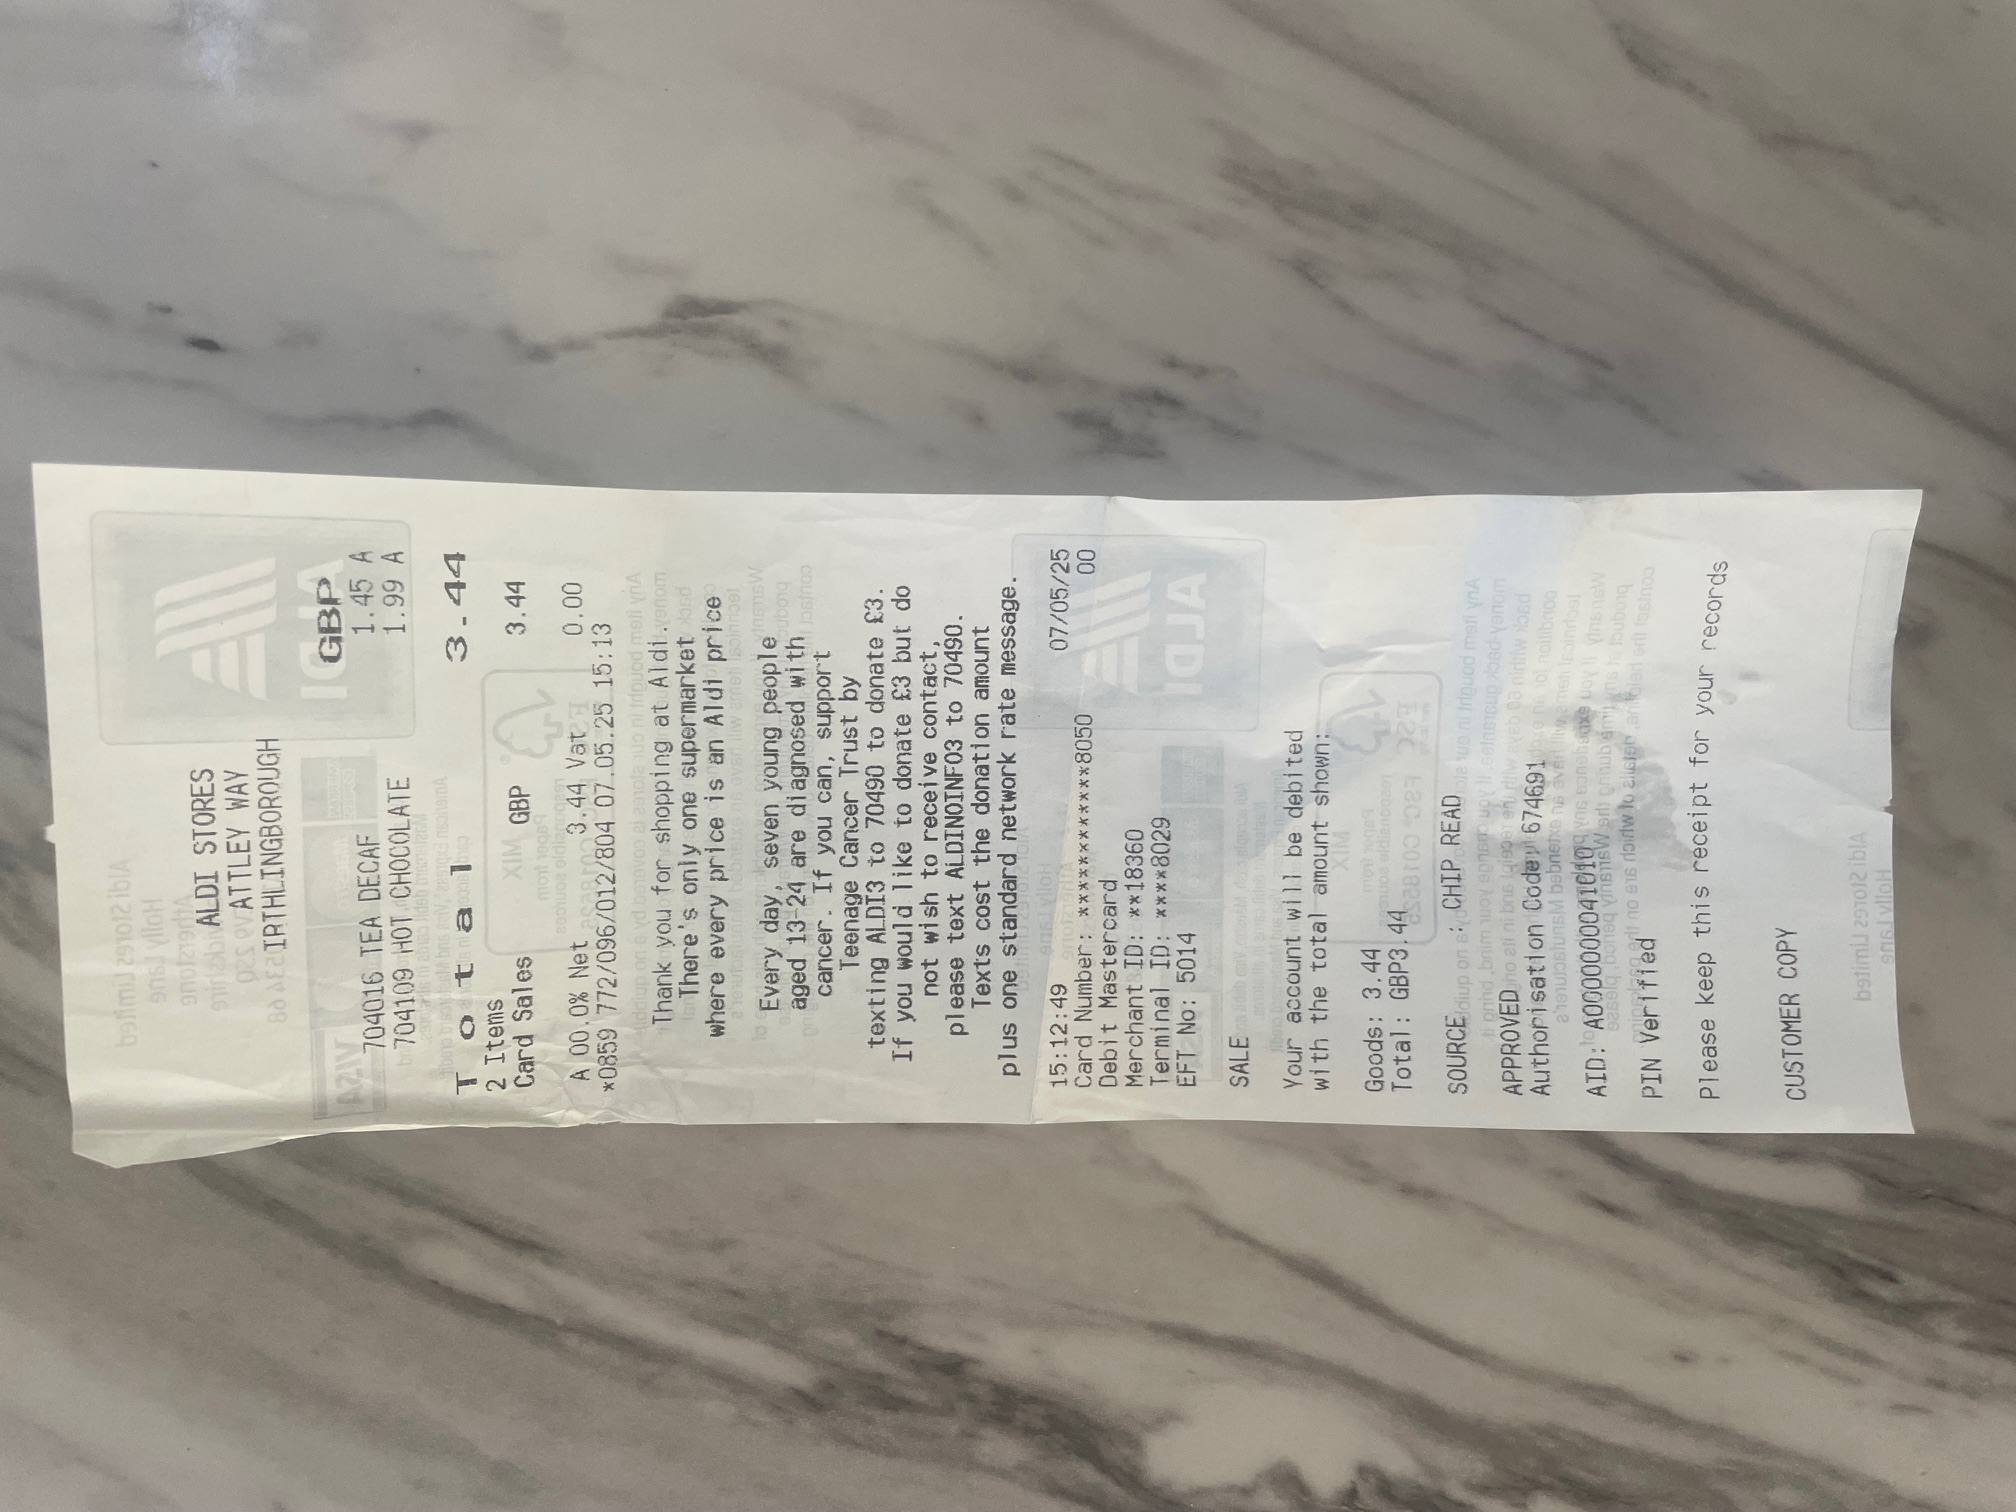 ALDI STORES
ATTLEY WAY
IRTHLINGBOROUGH
GBP
704016 TEA DECAF 1.45 A
704109 HOT CHOCOLATE 1.99 A
Total 3.44
2 Items
Card Sales GBP 3.44
A 00.0% Net 3.44 Vat 0.00
*0859 772/096/012/804 07.05.25 15:13
Thank you for shopping at Aldi.
There's only one supermarket
where every price is an Aldi price
Every day, seven young people
aged 13-24 are diagnosed with
cancer. If you can, support
Teenage Cancer Trust by
texting ALDI3 to 70490 to donate £3.
If you would like to donate £3 but do
not wish to receive contact,
please text ALDINOINFO3 to 70490.
Texts cost the donation amount
plus one standard network rate message.
15:12:49 07/05/25
Card Number: ************8050 00
Debit Mastercard
Merchant ID: **18360
Terminal ID: ****8029
EFT No: 5014
SALE
Your account will be debited
with the total amount shown:
Goods: 3.44
Total: GBP3.44
SOURCE : CHIP READ
APPROVED
Authorisation Code: 674691
AID: A0000000041010
PIN Verified
Please keep this receipt for your records
CUSTOMER COPY